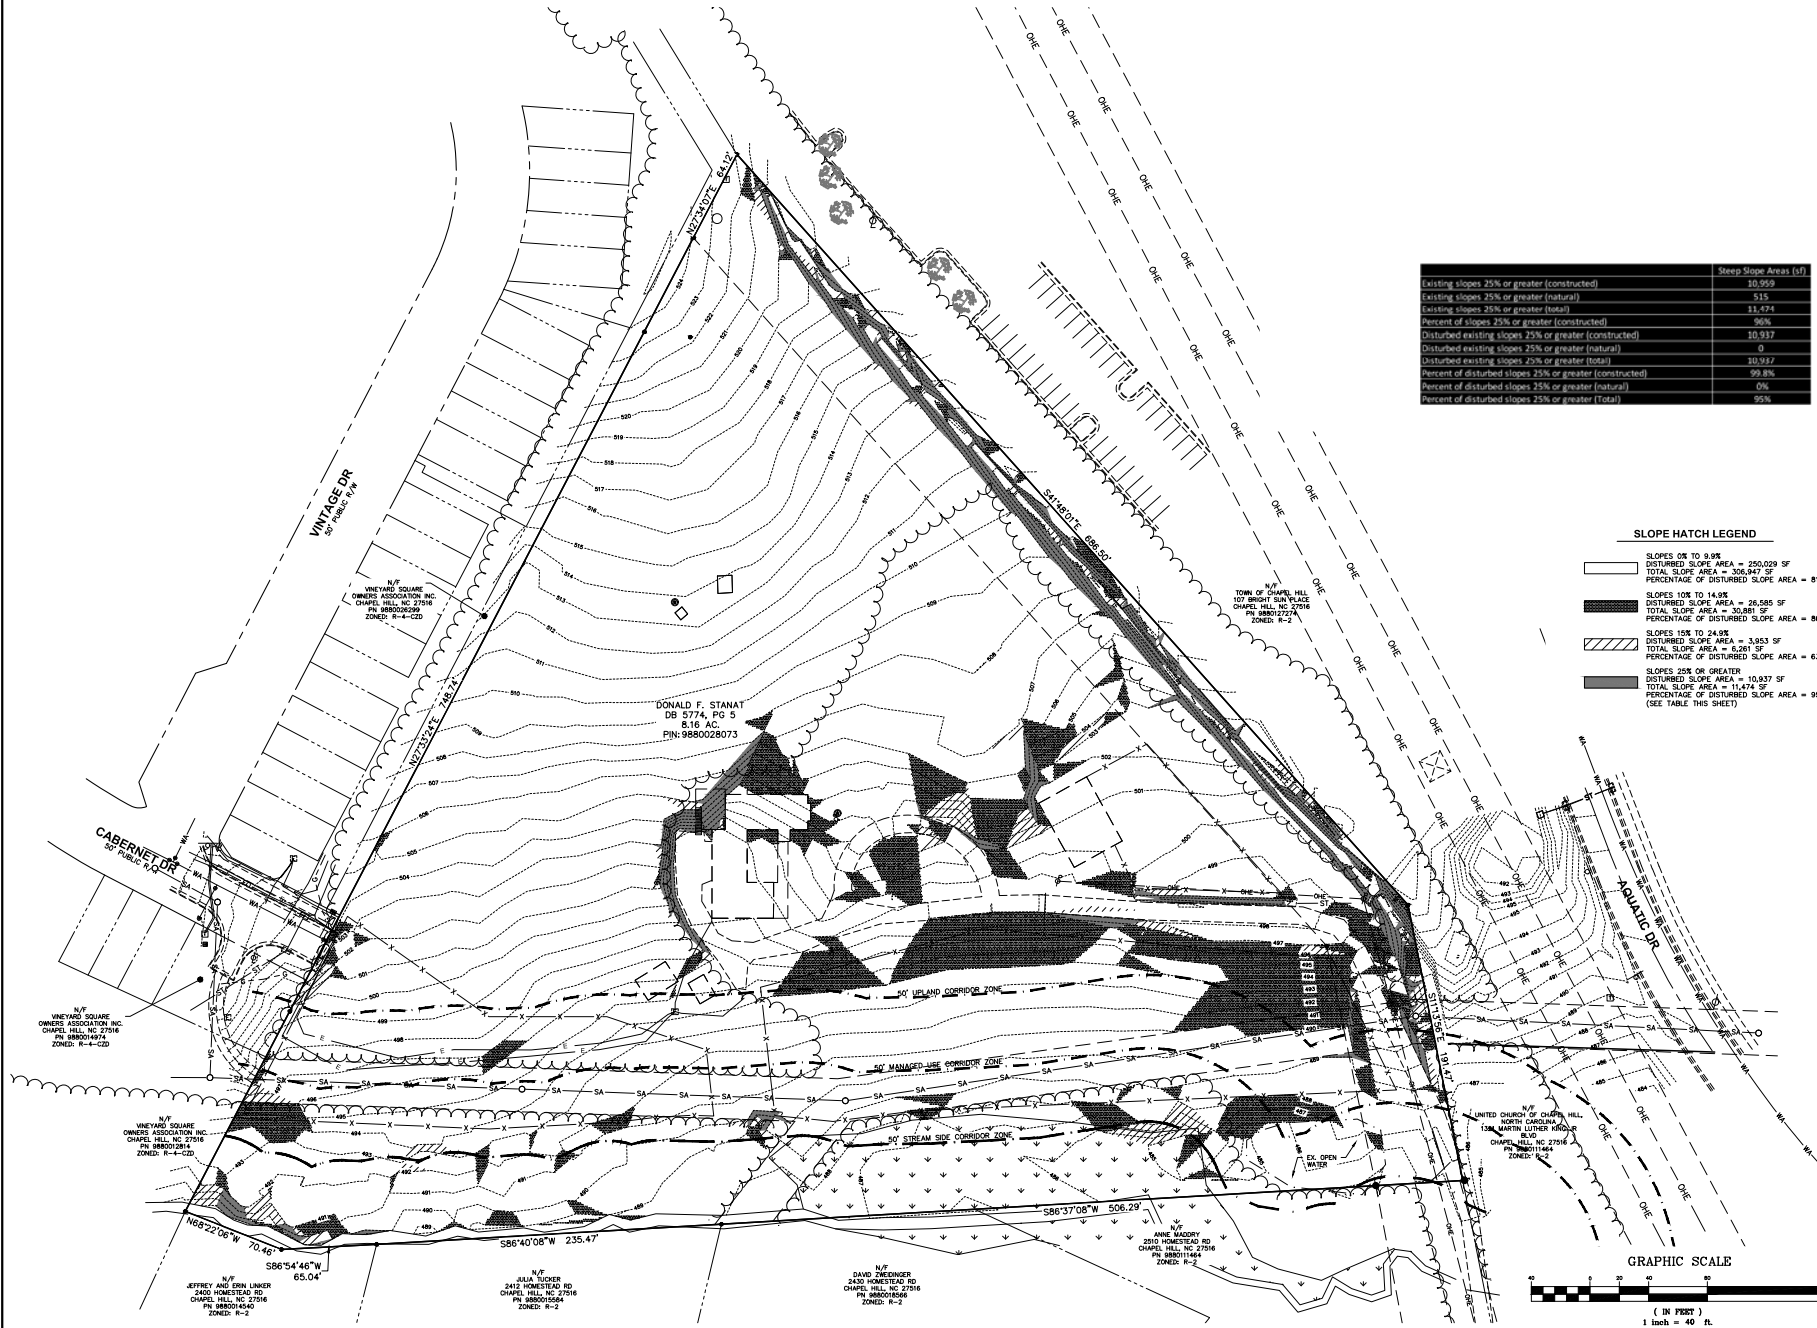 Steep Slope Areas (sf)
Existing slopes 25% or greater (constructed) 10,959
Existing slopes 25% or greater (natural) 515
Existing slopes 25% or greater (total) 11,474
Percent of slopes 25% or greater (constructed) 96%
Disturbed existing slopes 25% or greater (constructed) 10,937
Disturbed existing slopes 25% or greater (natural) 0
Disturbed existing slopes 25% or greater (total) 10,937
Percent of disturbed slopes 25% or greater (constructed) 99.8%
Percent of disturbed slopes 25% or greater (natural) 0%
Percent of disturbed slopes 25% or greater (Total) 95%
SLOPE HATCH LEGEND
SLOPES 0% TO 9.9%
DISTURBED SLOPE AREA = 250,029 SF
TOTAL SLOPE AREA = 306,947 SF
PERCENTAGE OF DISTURBED SLOPE AREA =
SLOPES 10% TO 14.9%
DISTURBED SLOPE AREA = 26,585 SF
TOTAL SLOPE AREA = 30,881 SF
PERCENTAGE OF DISTURBED SLOPE AREA =
SLOPES 15% TO 24.9%
DISTURBED SLOPE AREA = 3,953 SF
TOTAL SLOPE AREA = 6,261 SF
PERCENTAGE OF DISTURBED SLOPE AREA =
SLOPES 25% OR GREATER
DISTURBED SLOPE AREA = 10,937 SF
TOTAL SLOPE AREA = 11,474 SF
PERCENTAGE OF DISTURBED SLOPE AREA =
(SEE TABLE THIS SHEET)
N27°34'07"E 64.12'
S41°48'01"E 686.50'
N27°33'24"E 748.74'
S11°13'56"E 191.47'
VINTAGE DR
50' PUBLIC R/W
N/F
VINEYARD SQUARE
OWNERS ASSOCIATION INC.
CHAPEL HILL, NC 27516
PN 9880026299
ZONED: R-4-CZD
N/F
TOWN OF CHAPEL HILL
107 BRIGHT SUN PLACE
CHAPEL HILL, NC 27516
PN 9880127274
ZONED: R-2
DONALD F. STANAT
DB 5774, PG 5
8.16 AC.
PIN: 9880028073
CABERNET DR
50' PUBLIC R/W
AQUATIC DR
N/F
VINEYARD SQUARE
OWNERS ASSOCIATION INC.
CHAPEL HILL, NC 27516
PN 9880014974
ZONED: R-4-CZD
50' UPLAND CORRIDOR ZONE
50' MANAGED USE CORRIDOR ZONE
50' STREAM SIDE CORRIDOR ZONE
EX. OPEN
WATER
N/F
VINEYARD SQUARE
OWNERS ASSOCIATION INC.
CHAPEL HILL, NC 27516
PN 9880012814
ZONED: R-4-CZD
N/F
UNITED CHURCH OF CHAPEL HILL,
NORTH CAROLINA
MARTIN LUTHER KING JR
BLVD
CHAPEL HILL, NC 27516
PN 9880111464
ZONED: R-2
N68°22'06"W 70.46'
S86°54'46"W
65.04'
S86°40'08"W 235.47'
S86°37'08"W 506.29'
N/F
JEFFREY AND ERIN LINKER
2400 HOMESTEAD RD
CHAPEL HILL, NC 27516
PN 9880014540
ZONED: R-2
N/F
JULIA TUCKER
2412 HOMESTEAD RD
CHAPEL HILL, NC 27516
PN 9880015584
ZONED: R-2
N/F
DAVID ZWEIDINGER
2430 HOMESTEAD RD
CHAPEL HILL, NC 27516
PN 9880018566
ZONED: R-2
N/F
ANNE MADDRY
2510 HOMESTEAD RD
CHAPEL HILL, NC 27516
PN 9880111464
ZONED: R-2
GRAPHIC SCALE
40 0 20 40 80
( IN FEET )
1 inch = 40 ft.